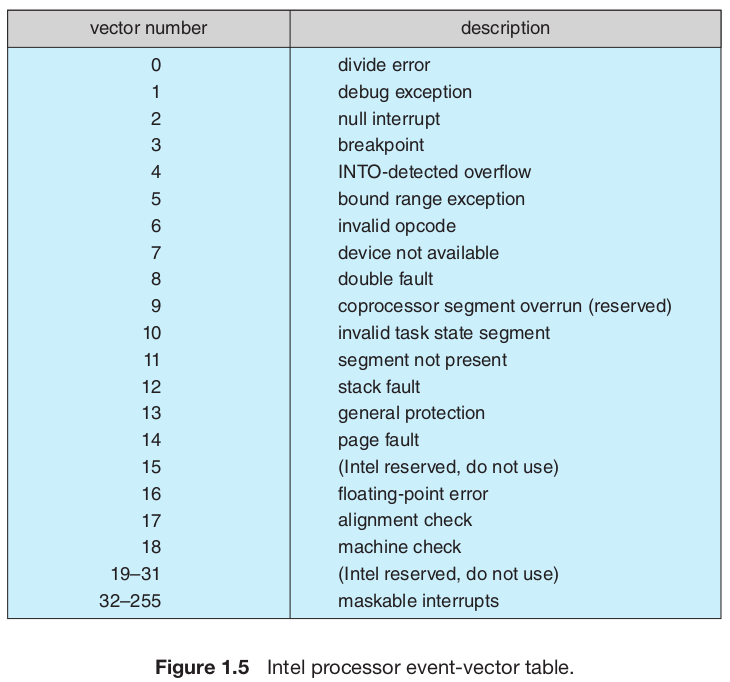 vector number description
0 divide error
1 debug exception
2 null interrupt
3 breakpoint
4 INTO-detected overflow
5 bound range exception
6 invalid opcode
7 device not available
8 double fault
9 coprocessor segment overrun (reserved)
10 invalid task state segment
11 segment not present
12 stack fault
13 general protection
14 page fault
15 (Intel reserved, do not use)
16 floating-point error
17 alignment check
18 machine check
19–31 (Intel reserved, do not use)
32–255 maskable interrupts
Figure 1.5 Intel processor event-vector table.